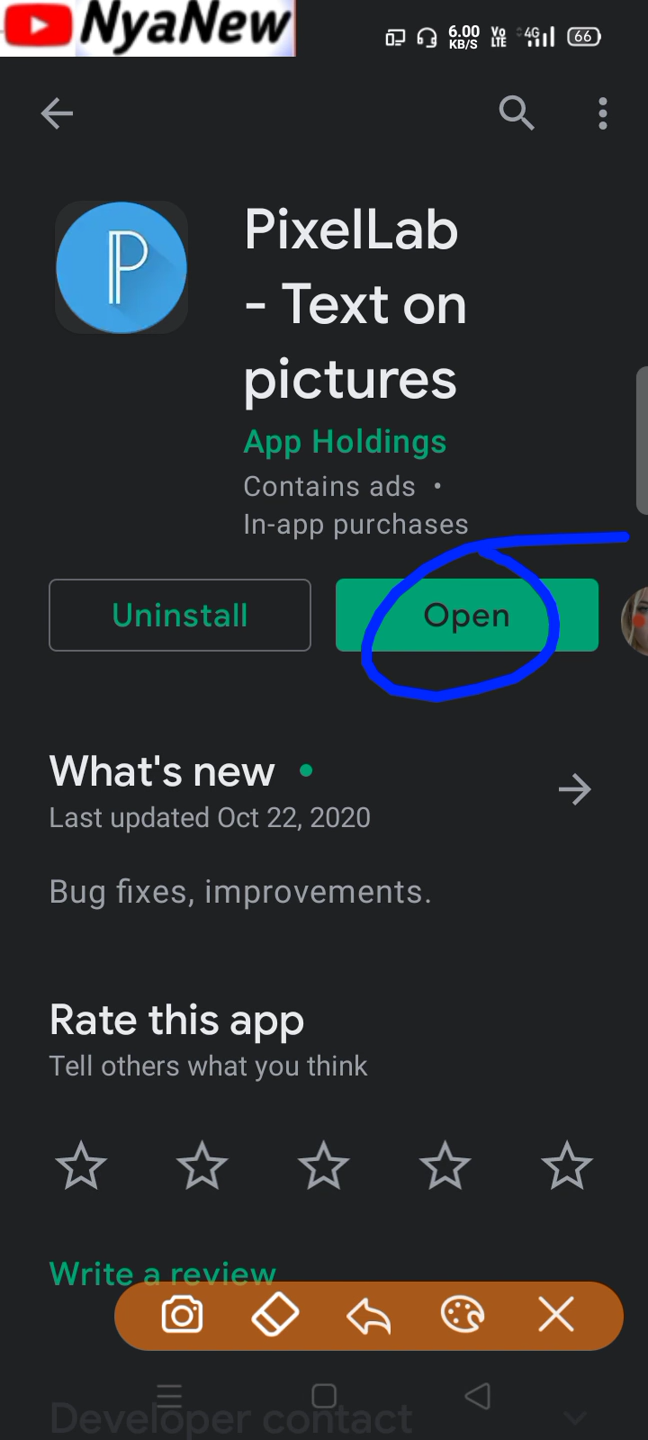 NyaNew
6.00 KB/S Vo LTE 4G 66
PixelLab
- Text on
pictures
App Holdings
Contains ads •
In-app purchases
Uninstall
Open
What's new
Last updated Oct 22, 2020
Bug fixes, improvements.
Rate this app
Tell others what you think
Write a review
Developer contact